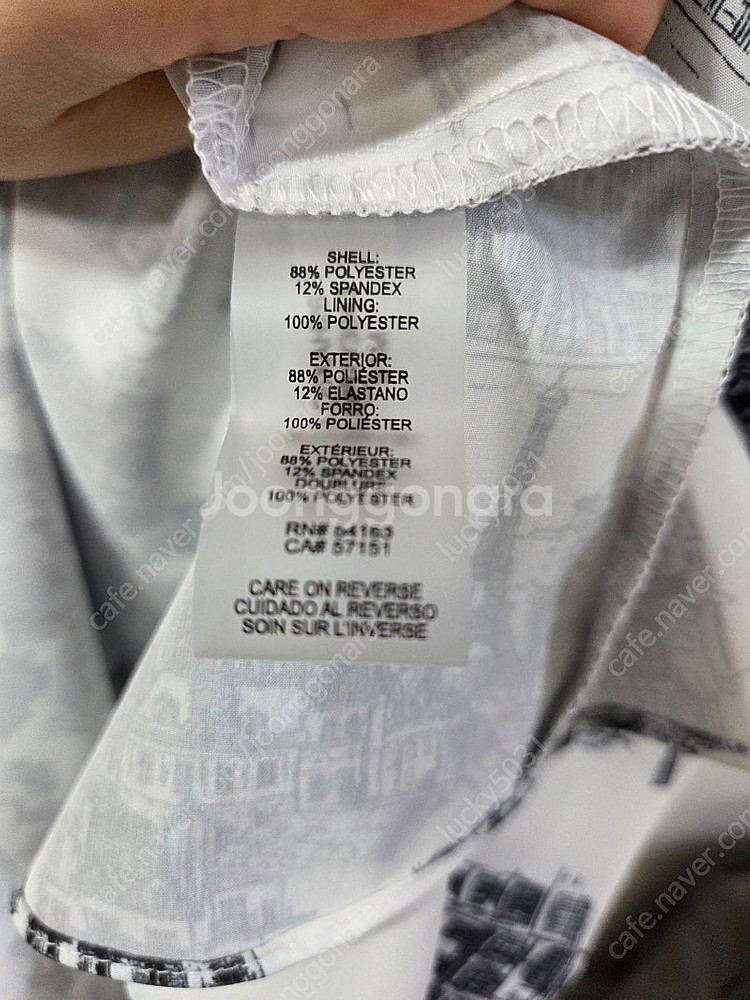 SHELL:
88% POLYESTER
12% SPANDEX
LINING:
100% POLYESTER
EXTERIOR:
88% POLIÉSTER
12% ELASTANO
FORRO:
100% POLIÉSTER
EXTÉRIEUR:
88% POLYESTER
12% SPANDEX
DOUBLURE:
100% POLYESTER
Joonggonara
RN# 54163
CA# 57151
CARE ON REVERSE
CUIDADO AL REVERSO
SOIN SUR L'INVERSE
cafe.naver.com/joonggonara
lucky5031